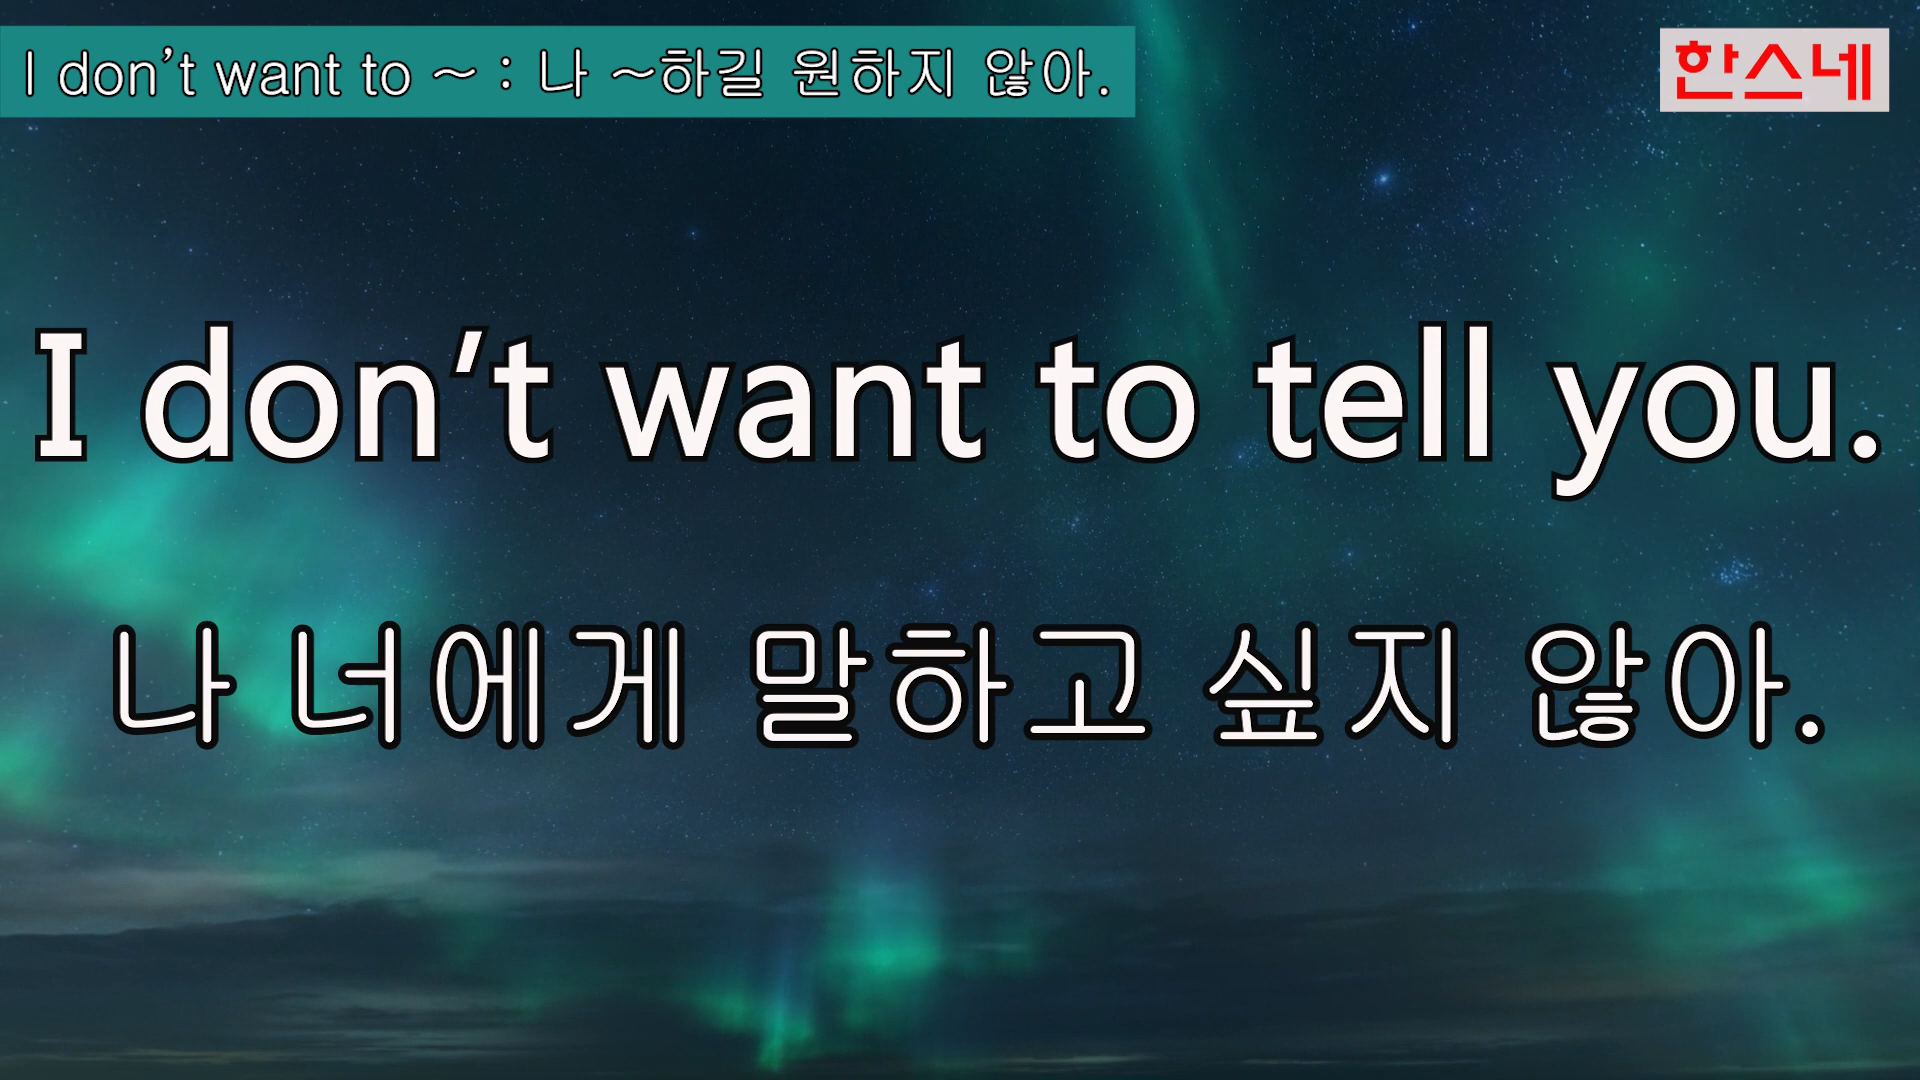 I don't want to ~ : 나 ~하길 원하지 않아.
한스네
I don't want to tell you.
나 너에게 말하고 싶지 않아.